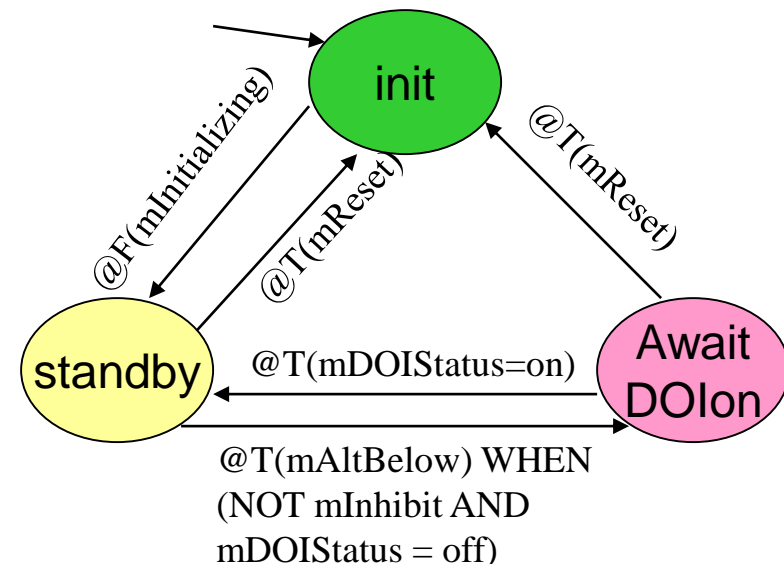 init
@F(mInitializing)
@T(mReset)
@T(mReset)
standby
@T(mDOIStatus=on)
Await
DOIon
@T(mAltBelow) WHEN
(NOT mInhibit AND
mDOIStatus = off)